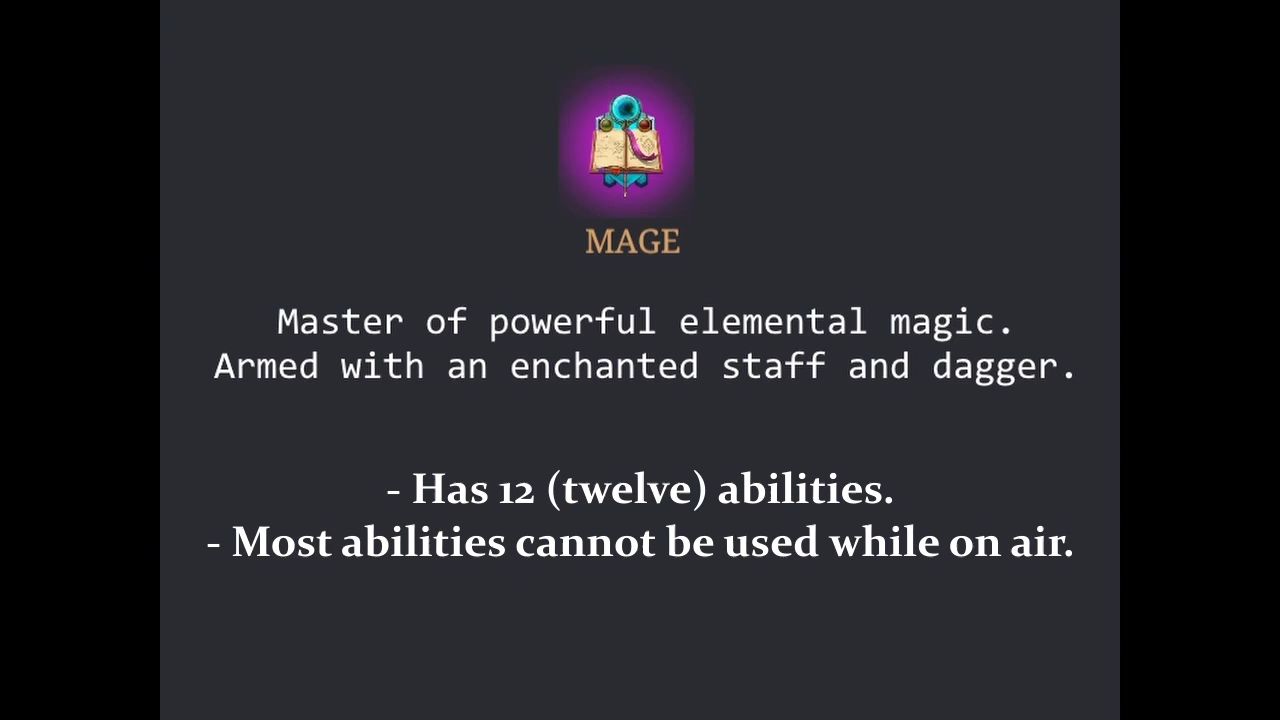 MAGE
Master of powerful elemental magic.
Armed with an enchanted staff and dagger.
- Has 12 (twelve) abilities.
- Most abilities cannot be used while on air.